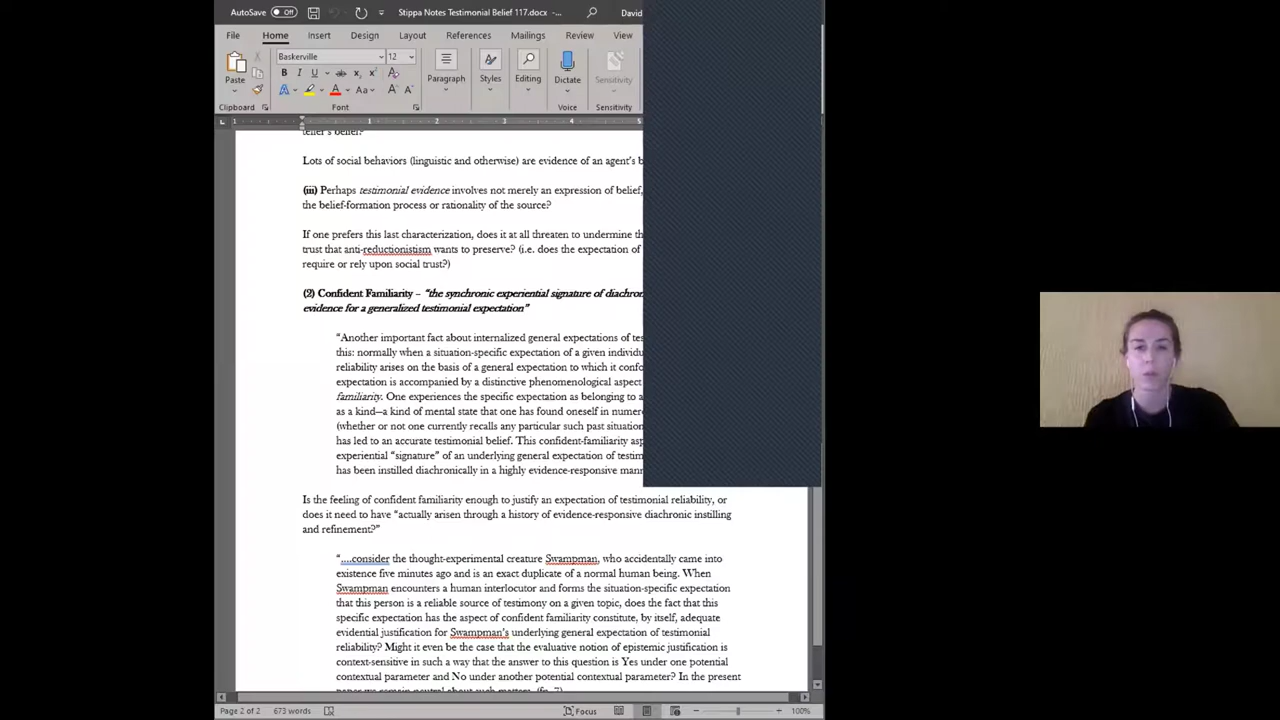 AutoSave Off Stippa Notes Testimonial Belief 117.docx -... David
File Home Insert Design Layout References Mailings Review View
Baskerville 12
Paste Paragraph Styles Editing Dictate Sensitivity
Clipboard Font Voice Sensitivity
teller's belief?
Lots of social behaviors (linguistic and otherwise) are evidence of an agent's b
(iii) Perhaps testimonial evidence involves not merely an expression of belief,
the belief-formation process or rationality of the source?
If one prefers this last characterization, does it at all threaten to undermine th
trust that anti-reductionistism wants to preserve? (i.e. does the expectation of
require or rely upon social trust?)
(2) Confident Familiarity – “the synchronic experiential signature of diachron
evidence for a generalized testimonial expectation”
“Another important fact about internalized general expectations of tes
this: normally when a situation-specific expectation of a given individu
reliability arises on the basis of a general expectation to which it confo
expectation is accompanied by a distinctive phenomenological aspect
familiarity. One experiences the specific expectation as belonging to a
as a kind—a kind of mental state that one has found oneself in numer
(whether or not one currently recalls any particular such past situation
has led to an accurate testimonial belief. This confident-familiarity asp
experiential “signature” of an underlying general expectation of testim
has been instilled diachronically in a highly evidence-responsive mann
Is the feeling of confident familiarity enough to justify an expectation of testimonial reliability, or
does it need to have “actually arisen through a history of evidence-responsive diachronic instilling
and refinement?”
“....consider the thought-experimental creature Swampman, who accidentally came into
existence five minutes ago and is an exact duplicate of a normal human being. When
Swampman encounters a human interlocutor and forms the situation-specific expectation
that this person is a reliable source of testimony on a given topic, does the fact that this
specific expectation has the aspect of confident familiarity constitute, by itself, adequate
evidential justification for Swampman's underlying general expectation of testimonial
reliability? Might it even be the case that the evaluative notion of epistemic justification is
context-sensitive in such a way that the answer to this question is Yes under one potential
contextual parameter and No under another potential contextual parameter? In the present
paper we remain neutral about such matters. (fn. 7)
Page 2 of 2 673 words Focus 100%